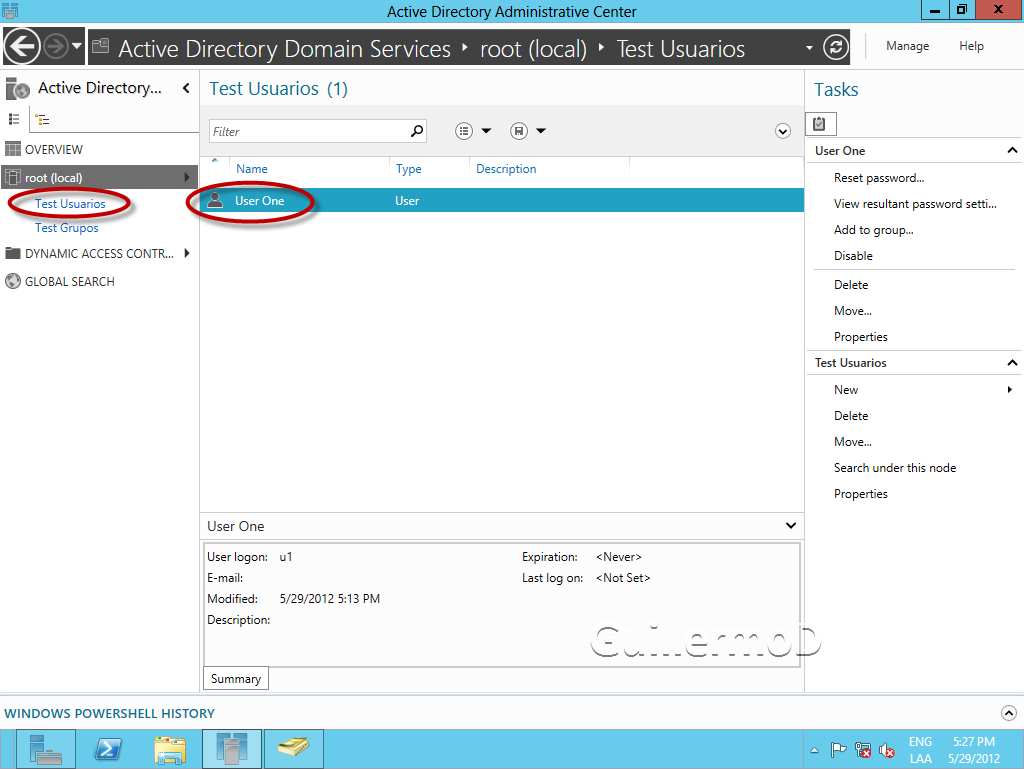 Active Directory Administrative Center
Active Directory Domain Services root (local) Test Usuarios
Manage Help
Active Directory...
OVERVIEW
root (local)
Test Usuarios
Test Grupos
DYNAMIC ACCESS CONTR...
GLOBAL SEARCH
Test Usuarios (1)
Filter
Name Type Description
User One User
User One
User logon: u1
E-mail:
Modified: 5/29/2012 5:13 PM
Description:
Expiration: <Never>
Last log on: <Not Set>
Summary
Tasks
User One
Reset password...
View resultant password setti...
Add to group...
Disable
Delete
Move...
Properties
Test Usuarios
New
Delete
Move...
Search under this node
Properties
GuillermoD
WINDOWS POWERSHELL HISTORY
ENG 5:27 PM
LAA 5/29/2012